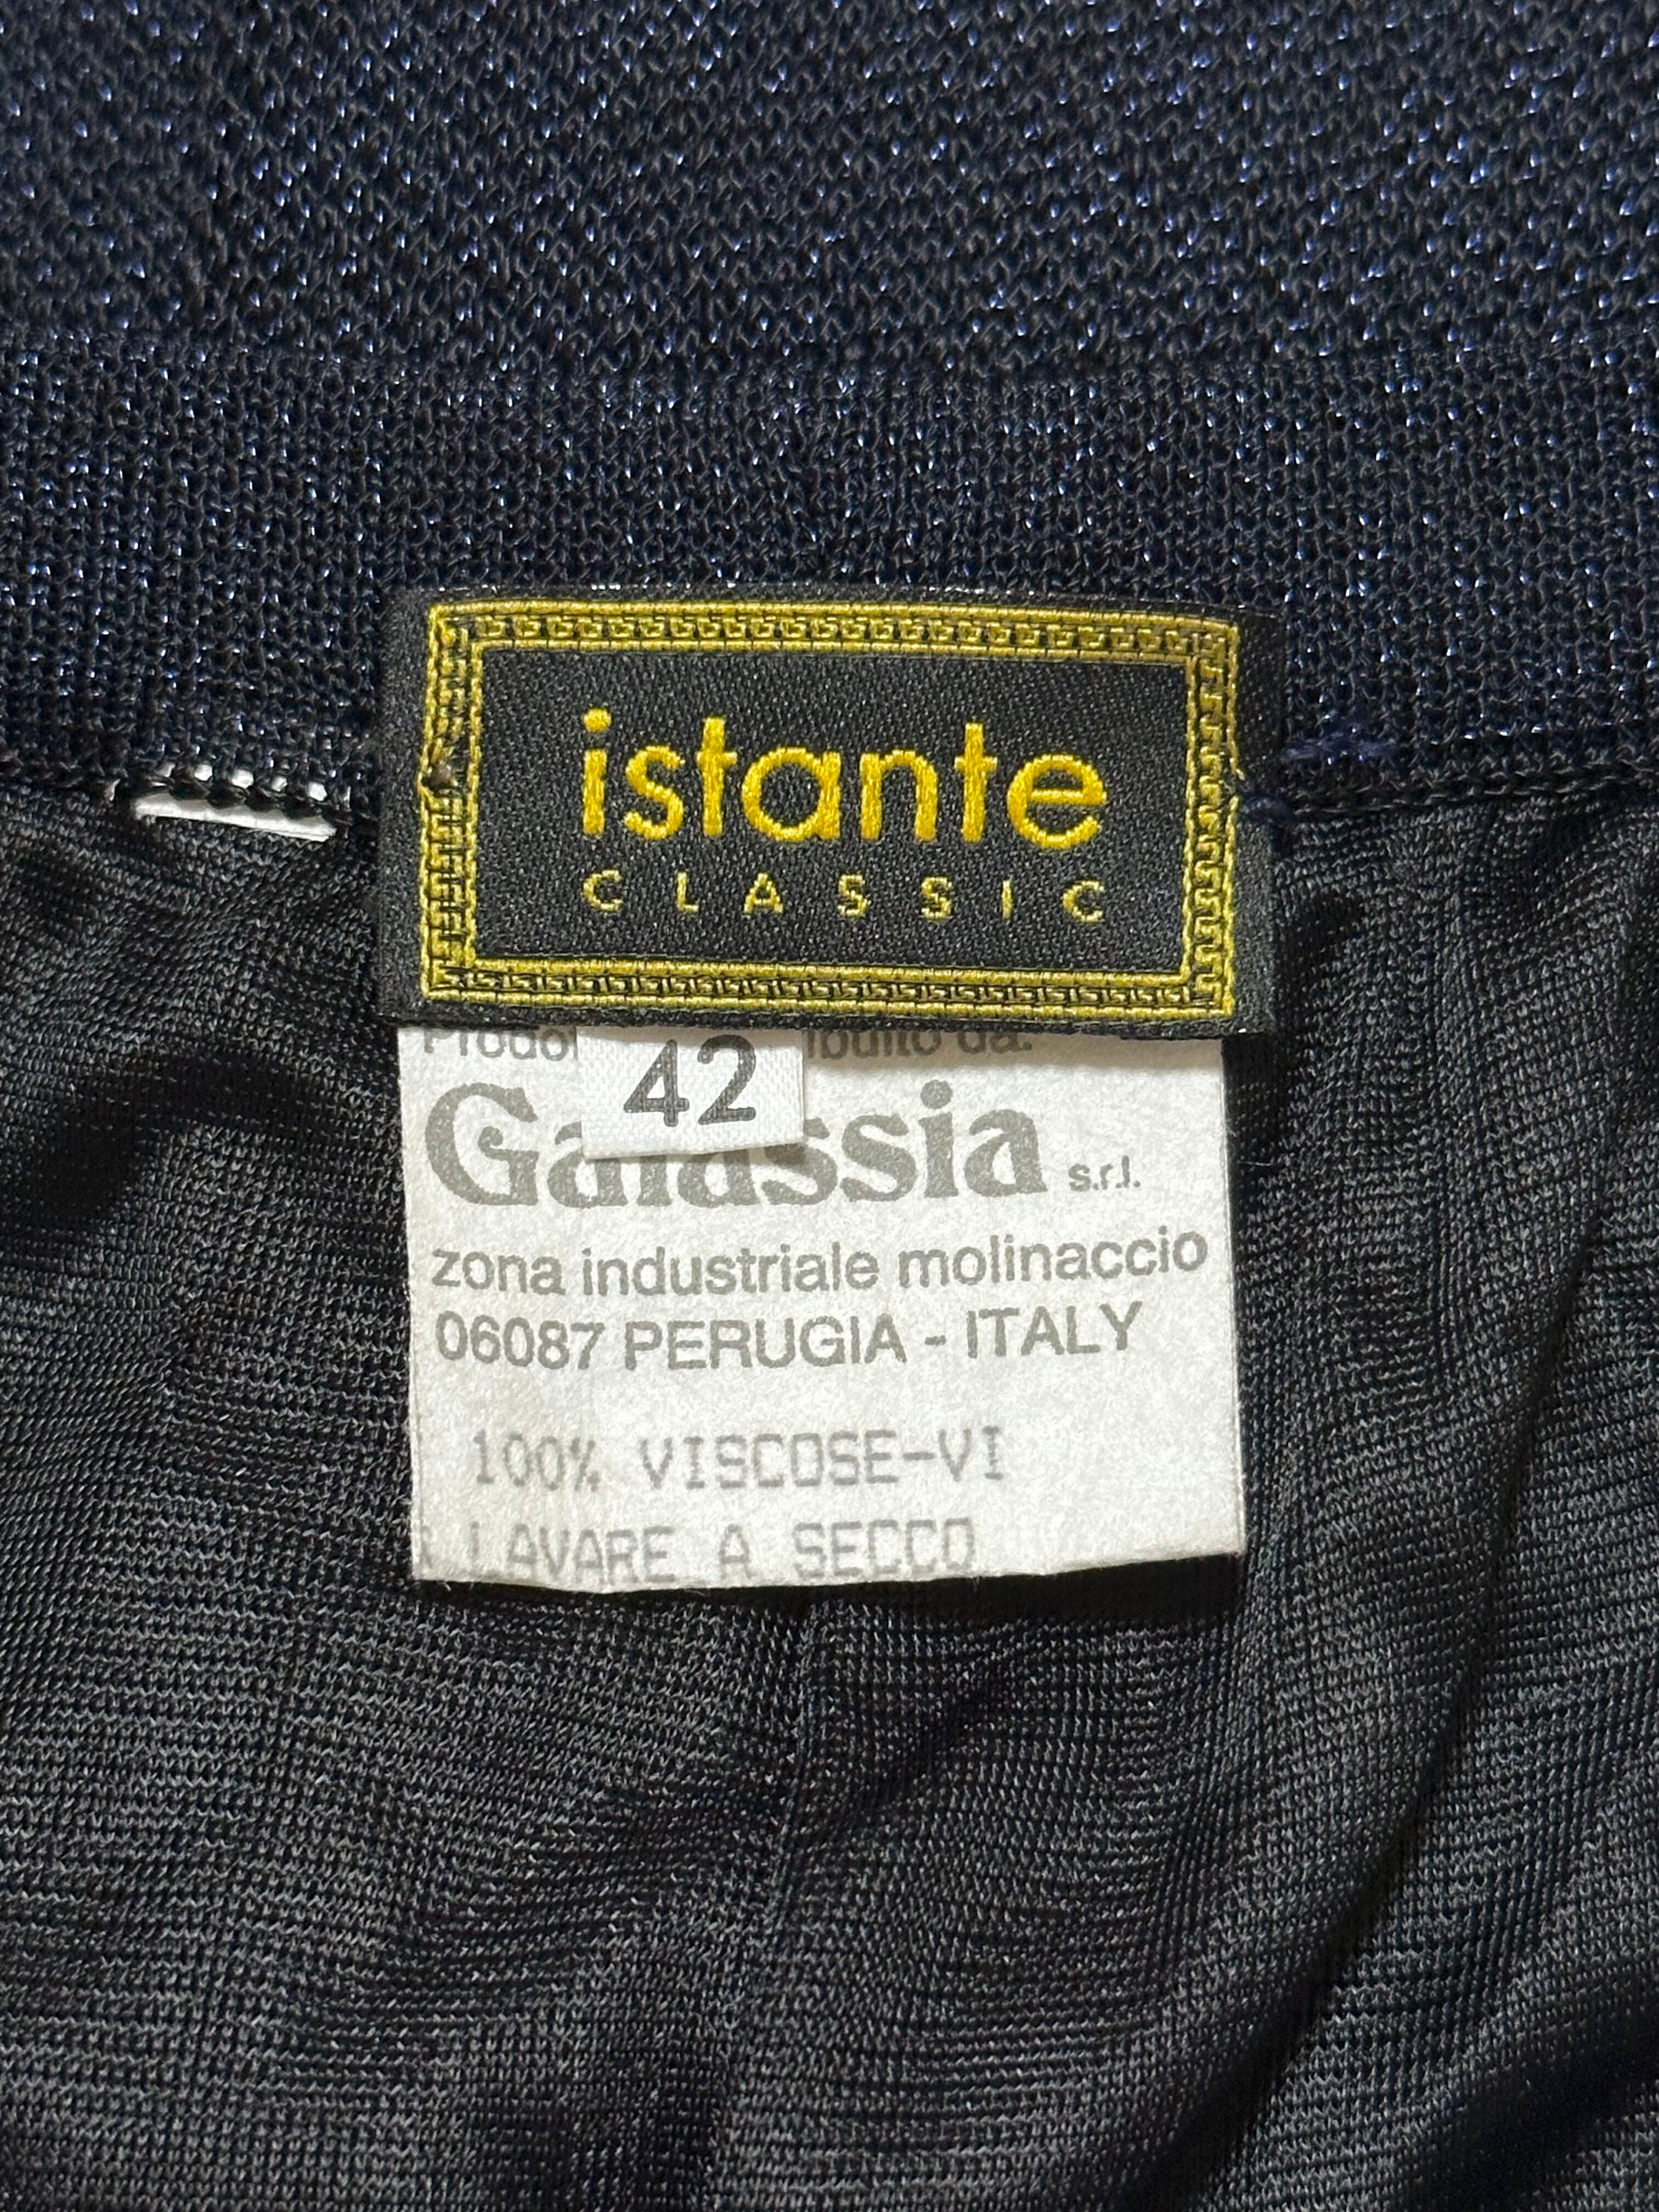 istante
CLASSIC
42
Galassia s.r.l.
zona industriale molinaccio
06087 PERUGIA - ITALY
100% VISCOSE-VI
LAVARE A SECCO